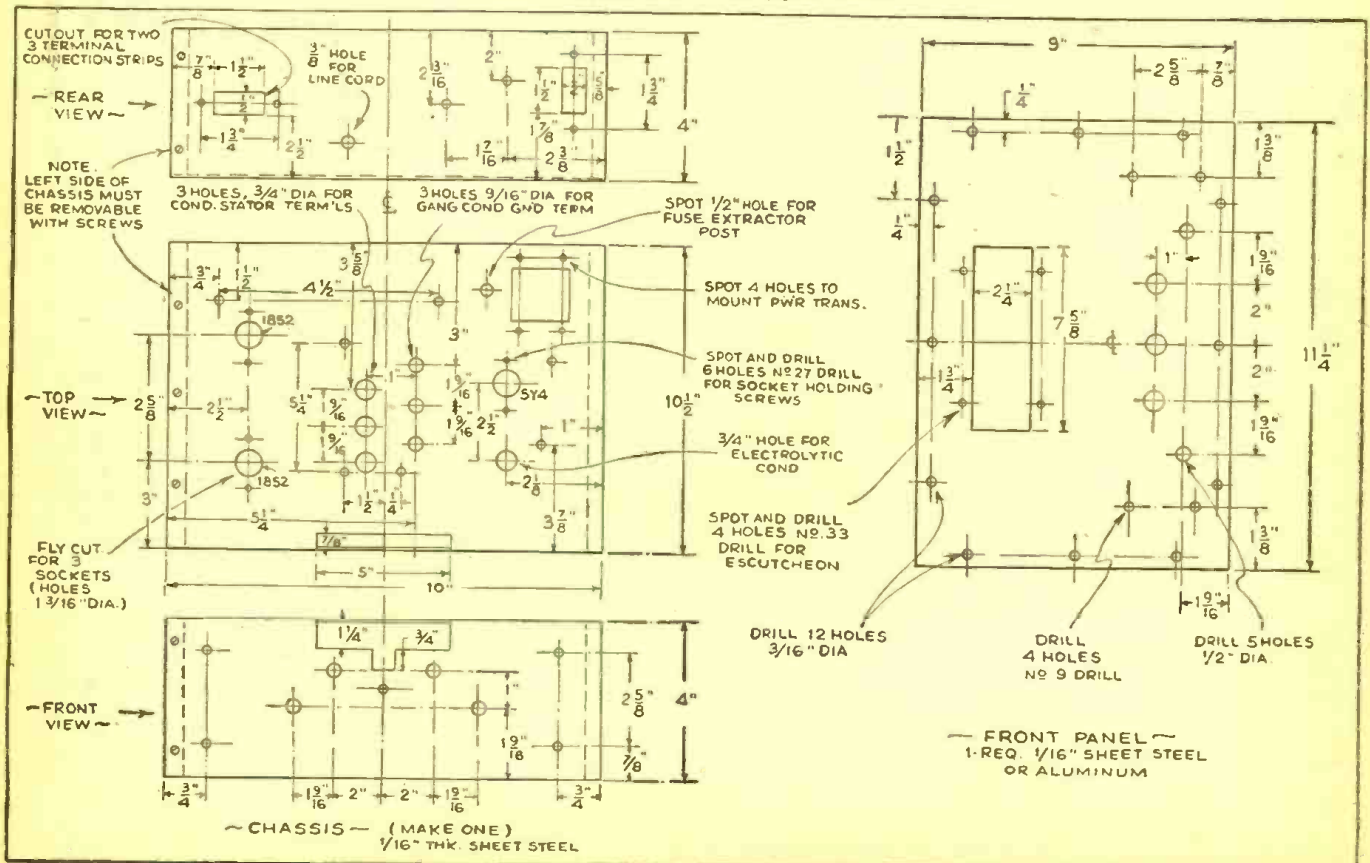 CUTOUT FOR TWO
3 TERMINAL
CONNECTION STRIPS
3/8" HOLE
FOR
LINE CORD
7/8"
1 1/2"
1/2"
1 3/4"
2 1/2"
2 3/16"
2"
1 1/2"
1/2"
5/8"
1 3/4"
4"
1 7/8"
1 7/16"
2 3/8"
~REAR
VIEW~
NOTE.
LEFT SIDE OF
CHASSIS MUST
BE REMOVABLE
WITH SCREWS
3 HOLES, 3/4" DIA FOR
COND. STATOR TERM'LS
℄
3 HOLES 9/16" DIA FOR
GANG COND GND TERM
SPOT 1/2" HOLE FOR
FUSE EXTRACTOR
POST
SPOT 4 HOLES TO
MOUNT PWR TRANS.
SPOT AND DRILL
6 HOLES No 27 DRILL
FOR SOCKET HOLDING
SCREWS
3/4" HOLE FOR
ELECTROLYTIC
COND
3/4"
1 1/2"
3 5/8"
4 1/2"
3"
1852
~TOP
VIEW~
2 5/8"
2 1/2"
5 1/4"
9/16"
9/16"
1"
1 9/16"
1 9/16"
2 1/2"
5Y4
1"
10 1/2"
1852
3"
1 1/2"
1/4"
2 1/8"
5 1/4"
3 7/8"
7/8"
5"
10"
FLY CUT
FOR 3
SOCKETS
(HOLES
1 3/16" DIA.)
1 1/4"
3/4"
~FRONT
VIEW~
1"
2 5/8"
4"
1 9/16"
7/8"
3/4"
1 9/16"
2"
2"
1 9/16"
3/4"
~CHASSIS~ (MAKE ONE)
1/16" THK. SHEET STEEL
9"
2 5/8"
7/8"
1/4"
1 1/2"
1 3/8"
1/4"
1"
1 9/16"
2 1/4"
7 5/8"
2"
℄
11 1/4"
1 3/4"
2"
1 9/16"
SPOT AND DRILL
4 HOLES No.33
DRILL FOR
ESCUTCHEON
1 3/8"
1 9/16"
DRILL 12 HOLES
3/16" DIA
DRILL
4 HOLES
No 9 DRILL
DRILL 5 HOLES
1/2" DIA.
~FRONT PANEL~
1-REQ. 1/16" SHEET STEEL
OR ALUMINUM